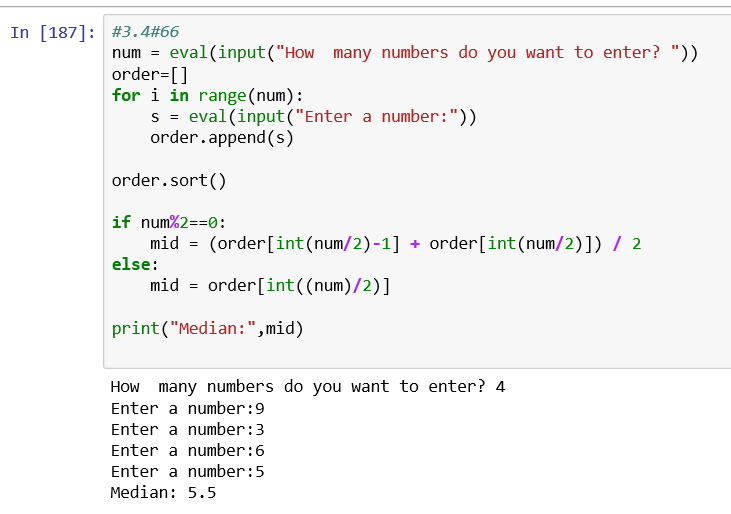 In [187]: #3.4#66
num = eval(input("How  many numbers do you want to enter? "))
order=[]
for i in range(num):
    s = eval(input("Enter a number:"))
    order.append(s)

order.sort()

if num%2==0:
    mid = (order[int(num/2)-1] + order[int(num/2)]) / 2
else:
    mid = order[int((num)/2)]

print("Median:",mid)

How  many numbers do you want to enter? 4
Enter a number:9
Enter a number:3
Enter a number:6
Enter a number:5
Median: 5.5